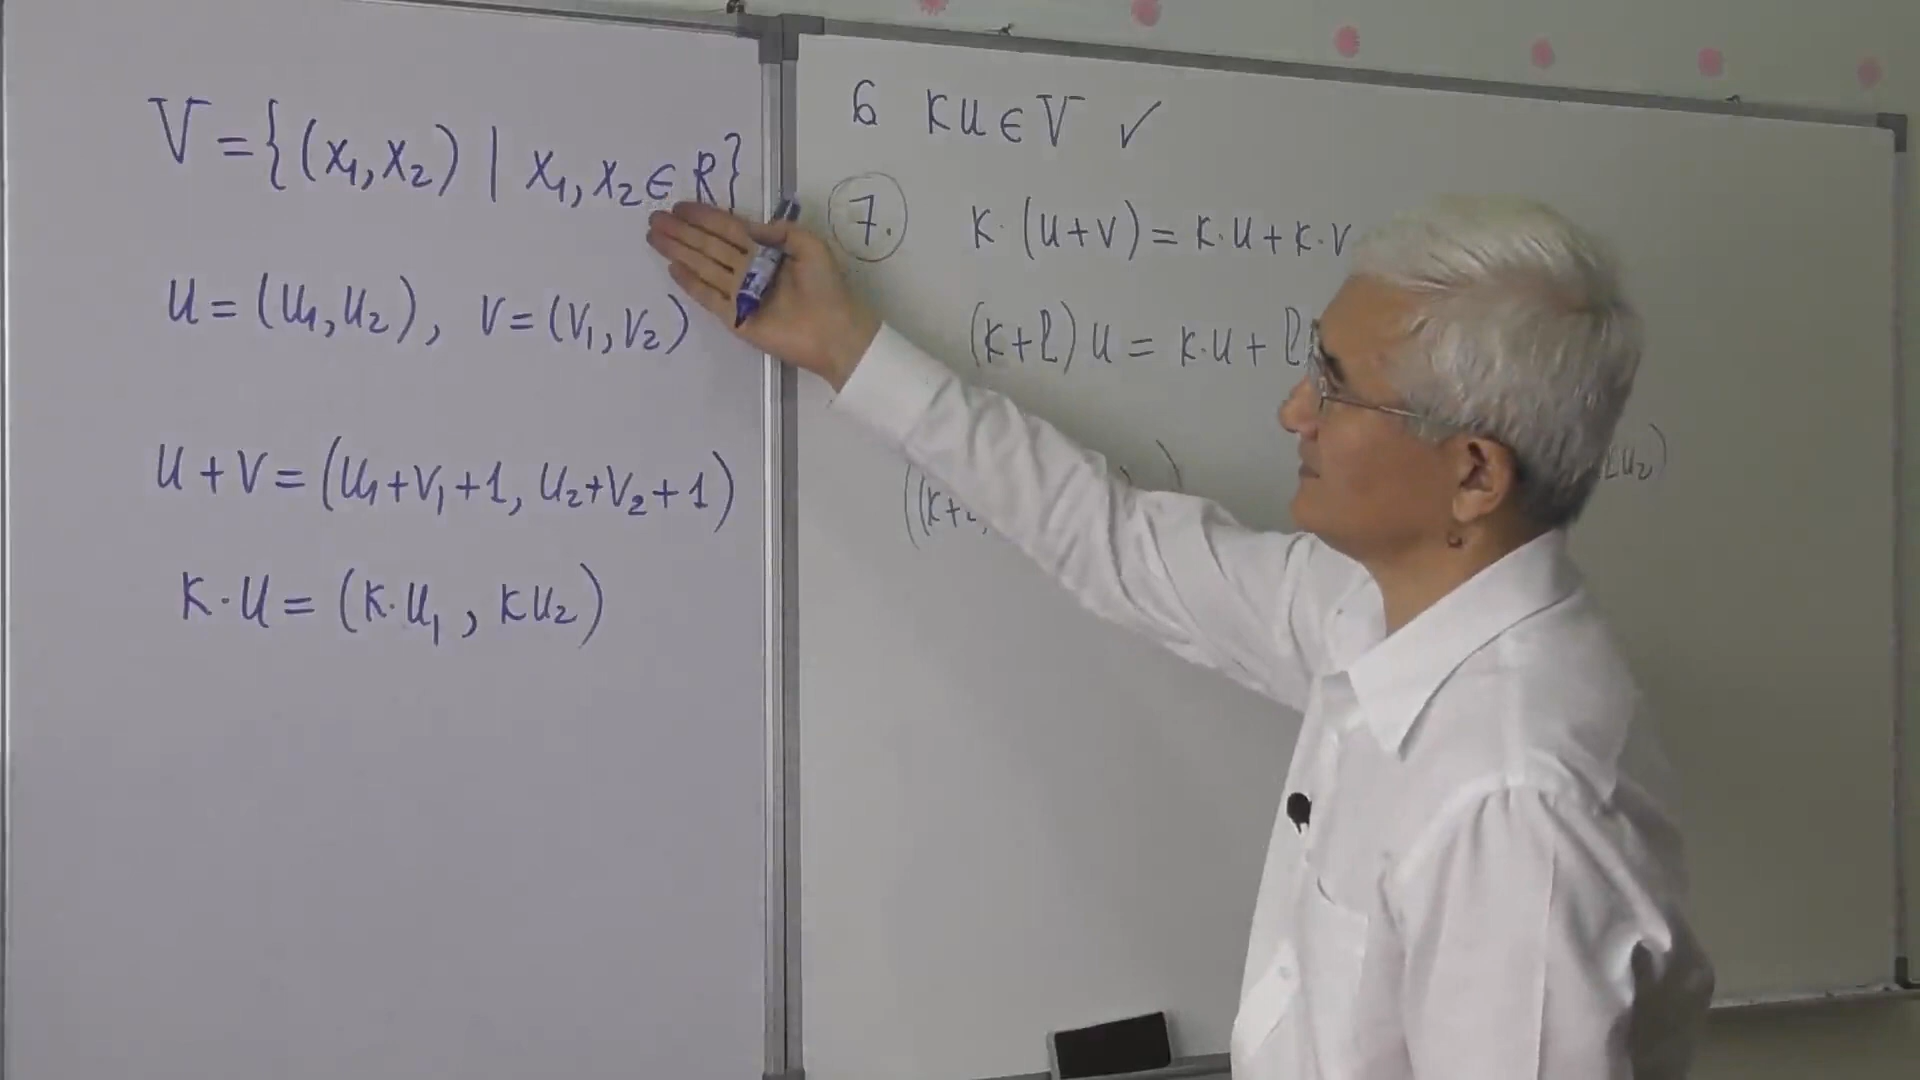 V = {(x₁, x₂) | x₁, x₂ ∈ R}
u = (u₁, u₂), v = (v₁, v₂)
u + v = (u₁+v₁+1, u₂+v₂+1)
k·u = (k·u₁, ku₂)
6 ku ∈ V ✓
7. k·(u+v) = k·u + k·v
(k+l) u = k·u + l
((k+
u₂)